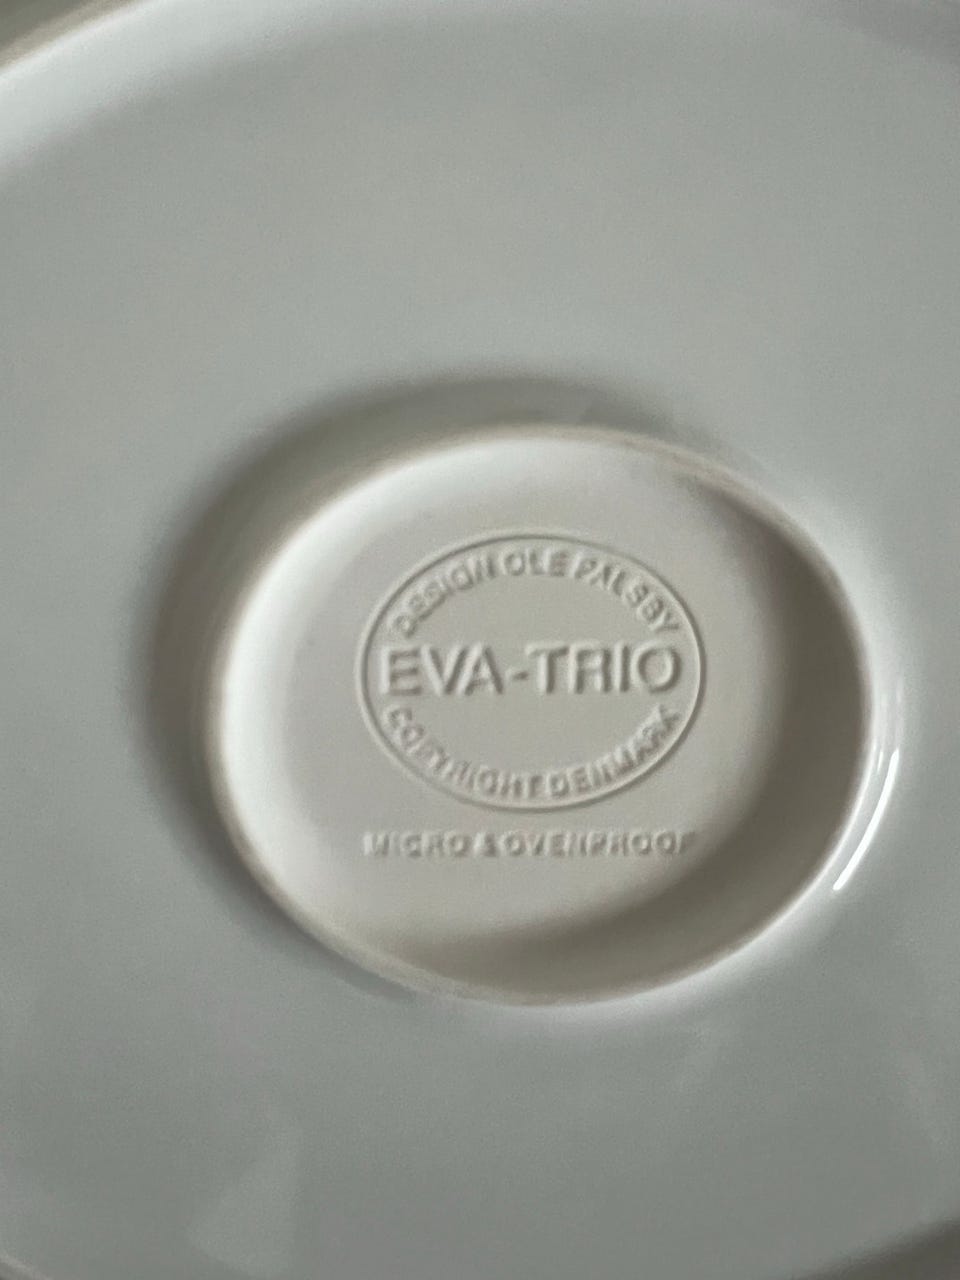 DESIGN OLE PALSBY
EVA-TRIO
COPYRIGHT DENMARK
MICRO & OVENPROOF